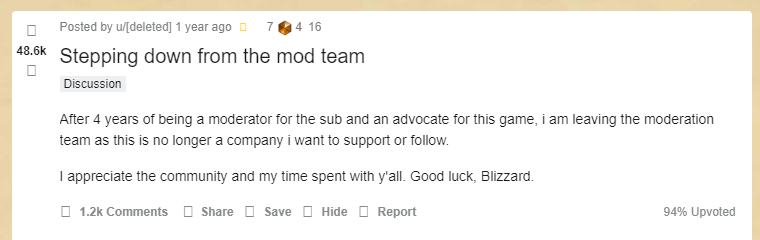 Posted by u/[deleted] 1 year ago 7 4 16
48.6k
Stepping down from the mod team
Discussion
After 4 years of being a moderator for the sub and an advocate for this game, i am leaving the moderation
team as this is no longer a company i want to support or follow.
I appreciate the community and my time spent with y'all. Good luck, Blizzard.
1.2k Comments Share Save Hide Report 94% Upvoted